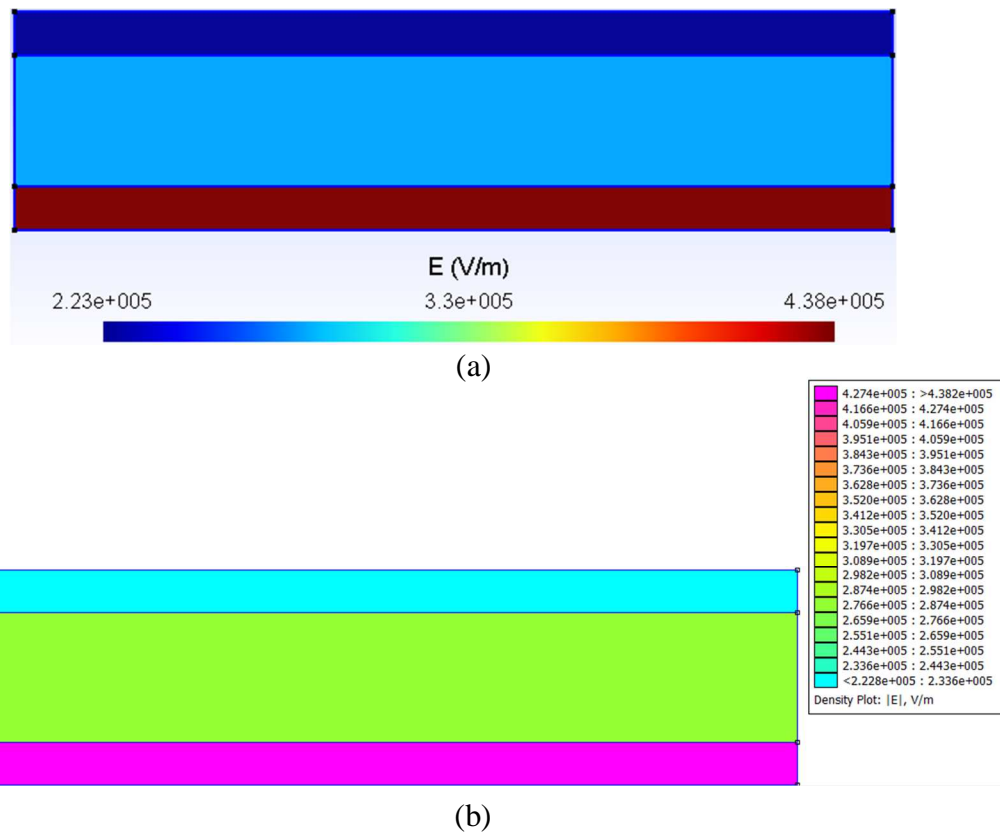 E (V/m)
2.23e+005 3.3e+005 4.38e+005
(a)
4.274e+005 : >4.382e+005
4.166e+005 : 4.274e+005
4.059e+005 : 4.166e+005
3.951e+005 : 4.059e+005
3.843e+005 : 3.951e+005
3.736e+005 : 3.843e+005
3.628e+005 : 3.736e+005
3.520e+005 : 3.628e+005
3.412e+005 : 3.520e+005
3.305e+005 : 3.412e+005
3.197e+005 : 3.305e+005
3.089e+005 : 3.197e+005
2.982e+005 : 3.089e+005
2.874e+005 : 2.982e+005
2.766e+005 : 2.874e+005
2.659e+005 : 2.766e+005
2.551e+005 : 2.659e+005
2.443e+005 : 2.551e+005
2.336e+005 : 2.443e+005
<2.228e+005 : 2.336e+005
Density Plot: |E|, V/m
(b)